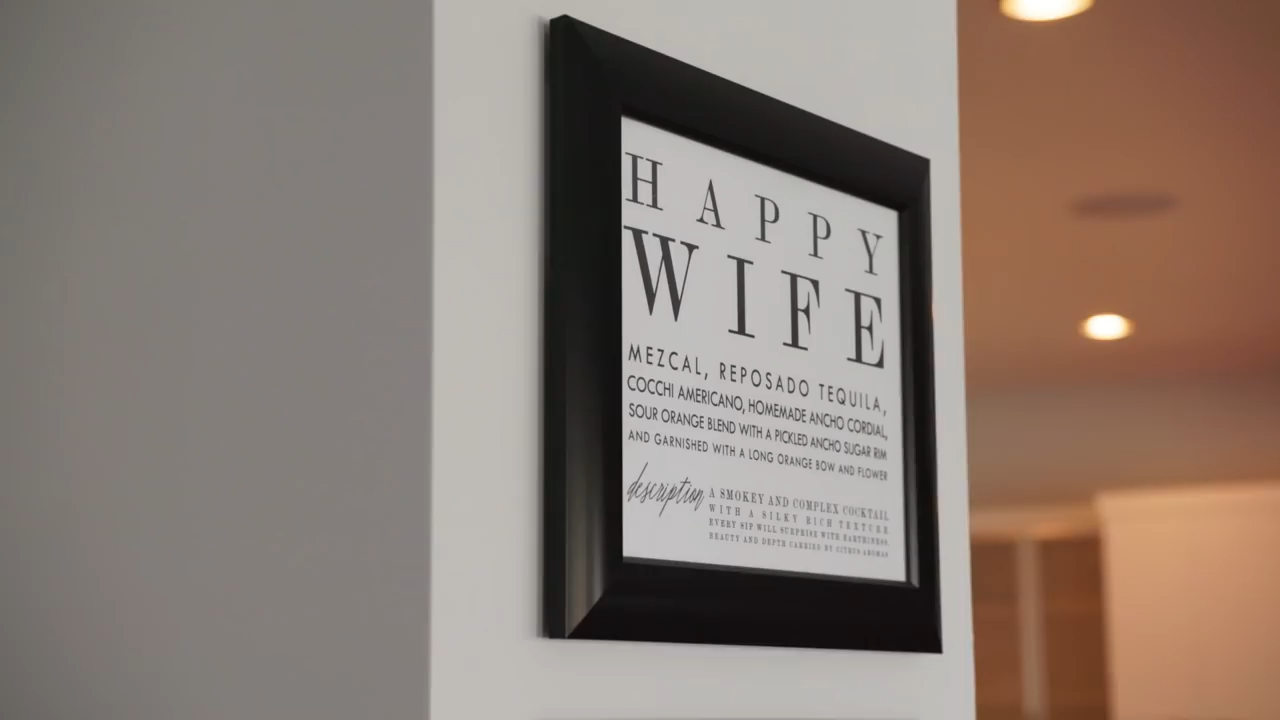 HAPPY
WIFE
MEZCAL, REPOSADO TEQUILA,
COCCHI AMERICANO, HOMEMADE ANCHO CORDIAL,
SOUR ORANGE BLEND WITH A PICKLED ANCHO SUGAR RIM
AND GARNISHED WITH A LONG ORANGE BOW AND FLOWER
description
A SMOKEY AND COMPLEX COCKTAIL
WITH A SILKY RICH TEXTURE
EVERY SIP WILL SURPRISE WITH EARTHINESS,
BEAUTY AND DEPTH CARRIED BY CITRUS AROMAS